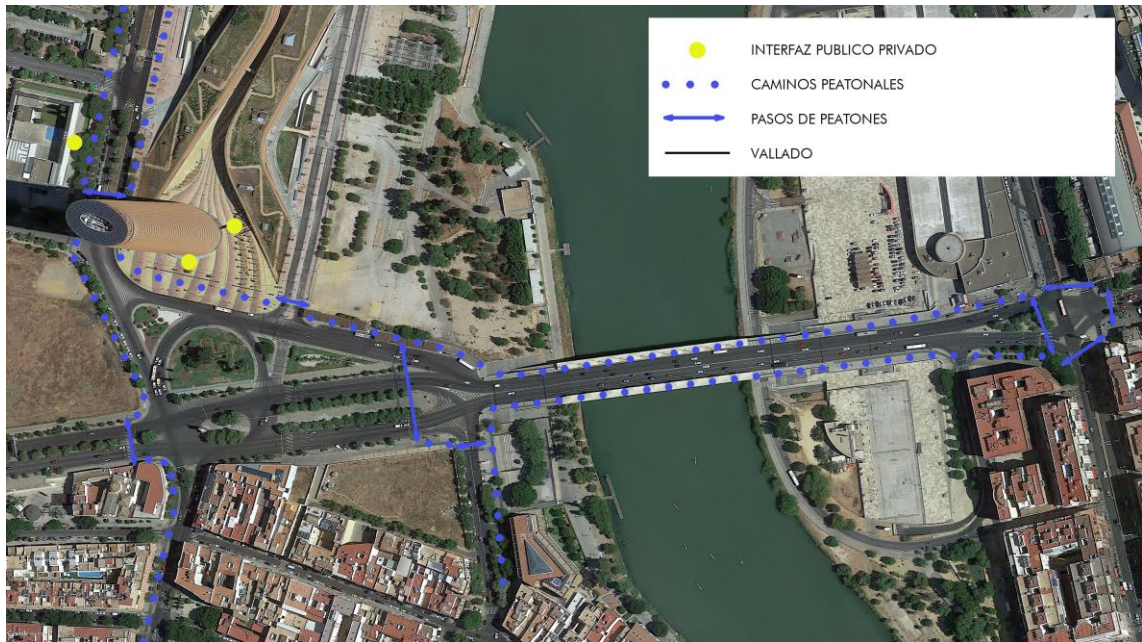 INTERFAZ PUBLICO PRIVADO
CAMINOS PEATONALES
PASOS DE PEATONES
VALLADO